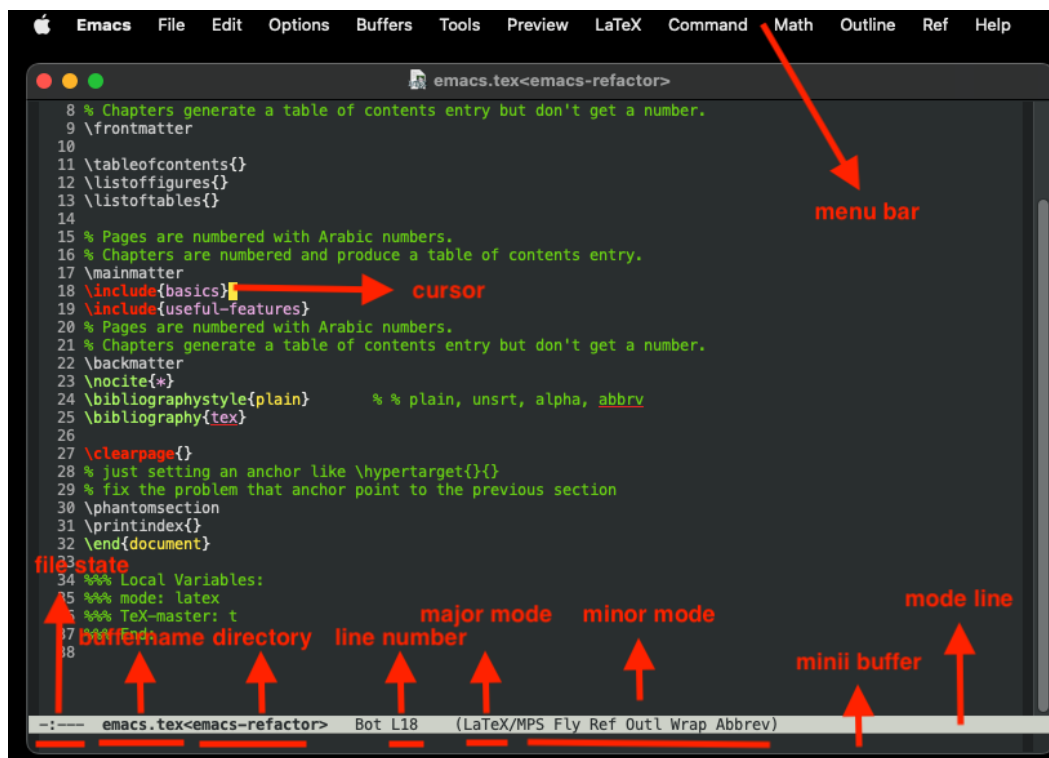 Emacs File Edit Options Buffers Tools Preview LaTeX Command Math Outline Ref Help
emacs.tex<emacs-refactor>
8 % Chapters generate a table of contents entry but don't get a number.
9 \frontmatter
10
11 \tableofcontents{}
12 \listoffigures{}
13 \listoftables{}
menu bar
14
15 % Pages are numbered with Arabic numbers.
16 % Chapters are numbered and produce a table of contents entry.
17 \mainmatter
18 \include{basics}
cursor
19 \include{useful-features}
20 % Pages are numbered with Arabic numbers.
21 % Chapters generate a table of contents entry but don't get a number.
22 \backmatter
23 \nocite{*}
24 \bibliographystyle{plain} % % plain, unsrt, alpha, abbrv
25 \bibliography{tex}
26
27 \clearpage{}
28 % just setting an anchor like \hypertarget{}{}
29 % fix the problem that anchor point to the previous section
30 \phantomsection
31 \printindex{}
32 \end{document}
33
file state
34 %%% Local Variables:
35 %%% mode: latex
36 %%% TeX-master: t
major mode minor mode mode line
37 %%% End:
buffername directory line number
38
minii buffer
-:--- emacs.tex<emacs-refactor> Bot L18 (LaTeX/MPS Fly Ref Outl Wrap Abbrev)